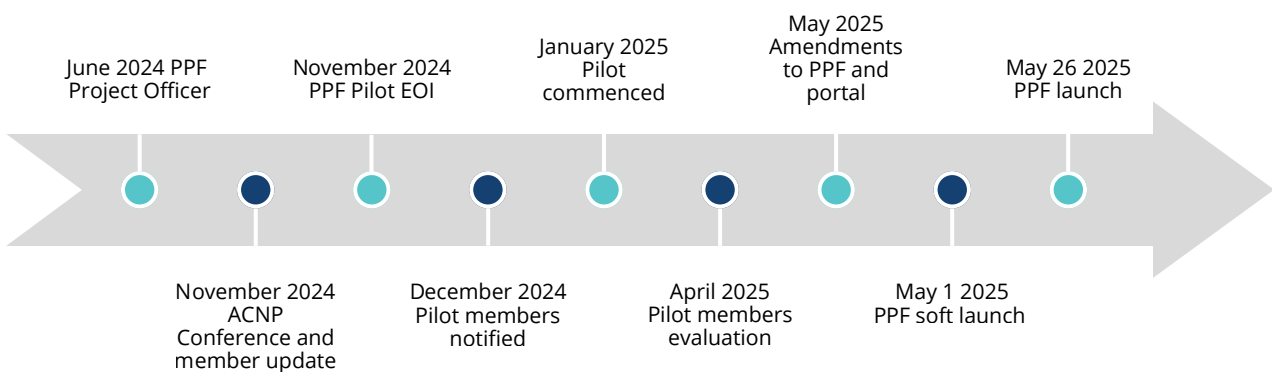 June 2024 PPF
Project Officer
November 2024
ACNP
Conference and
member update
November 2024
PPF Pilot EOI
December 2024
Pilot members
notified
January 2025
Pilot
commenced
April 2025
Pilot members
evaluation
May 2025
Amendments
to PPF and
portal
May 1 2025
PPF soft launch
May 26 2025
PPF launch